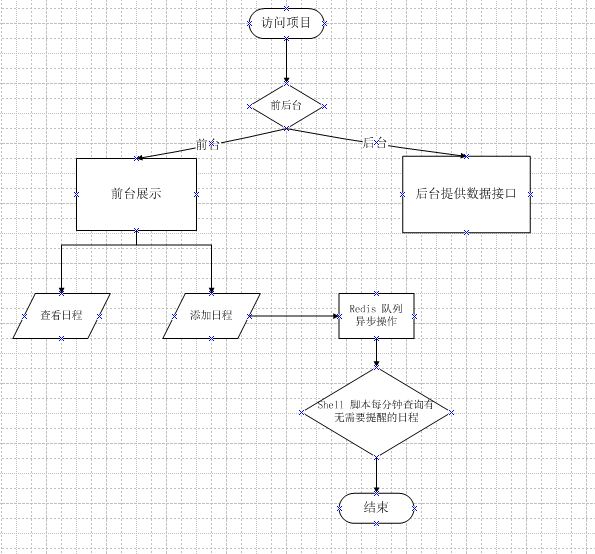 访问项目
前后台
前台
后台
前台展示
后台提供数据接口
查看日程
添加日程
Redis 队列
异步操作
Shell 脚本每分钟查询有
无需要提醒的日程
结束